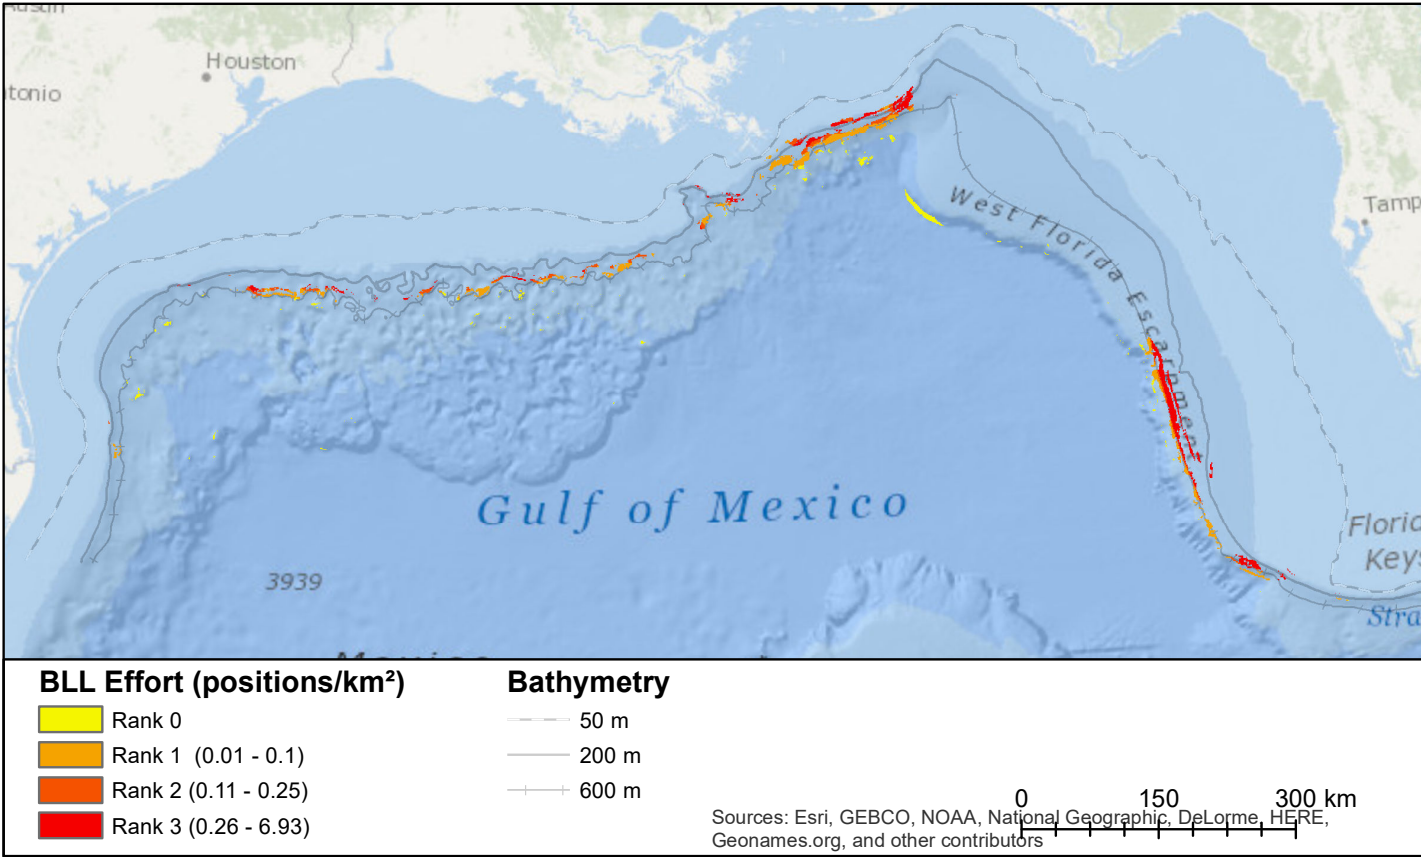 Austin
Houston
tonio
Tamp
West Florida Escarpment
Gulf of Mexico
Florid
Keys
3939
Stra
BLL Effort (positions/km²)
Rank 0
Rank 1 (0.01 - 0.1)
Rank 2 (0.11 - 0.25)
Rank 3 (0.26 - 6.93)
Bathymetry
50 m
200 m
600 m
0 150 300 km
Sources: Esri, GEBCO, NOAA, National Geographic, DeLorme, HERE,
Geonames.org, and other contributors